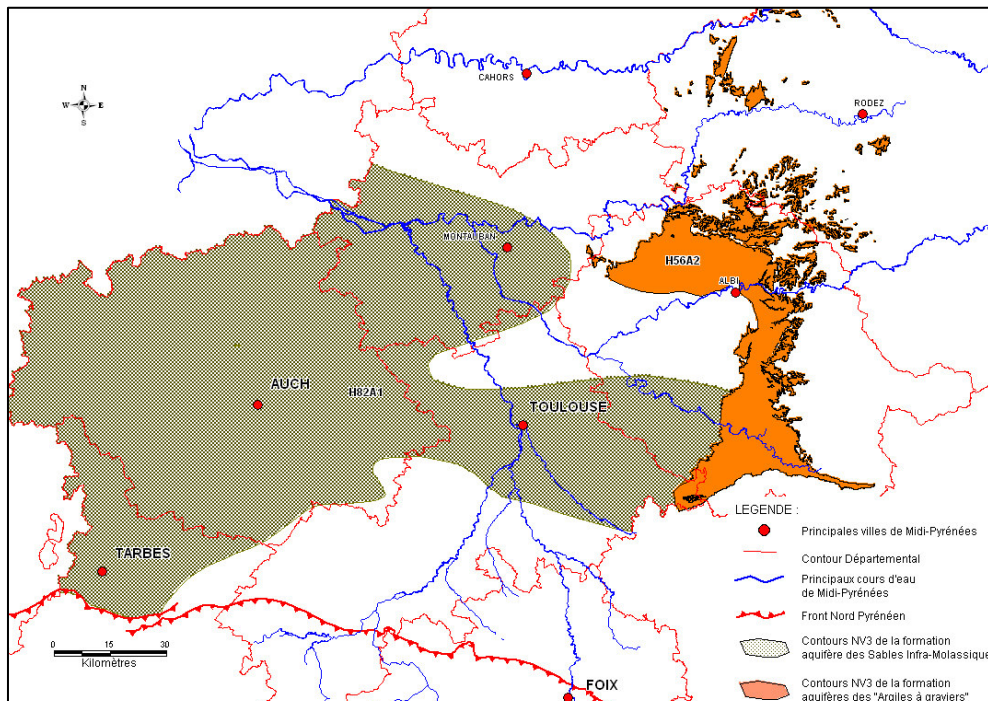 CAHORS
RODEZ
N
W E
S
MONTAUBAN
H56A2
ALBI
AUCH
H82A1
TOULOUSE
TARBES
FOIX
0 15 30
Kilomètres
LEGENDE :
Principales villes de Midi-Pyrénées
Contour Départemental
Principaux cours d'eau
de Midi-Pyrénées
Front Nord Pyrénéen
Contours NV3 de la formation
aquifère des Sables Infra-Molassique
Contours NV3 de la formation
aquifères des "Argiles à graviers"